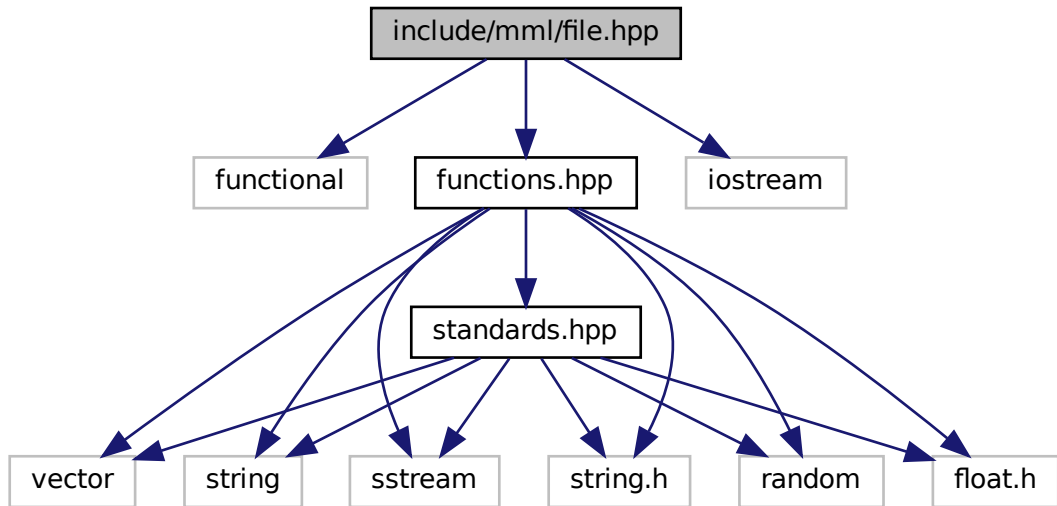 include/mml/file.hpp
functional
functions.hpp
iostream
standards.hpp
vector
string
sstream
string.h
random
float.h